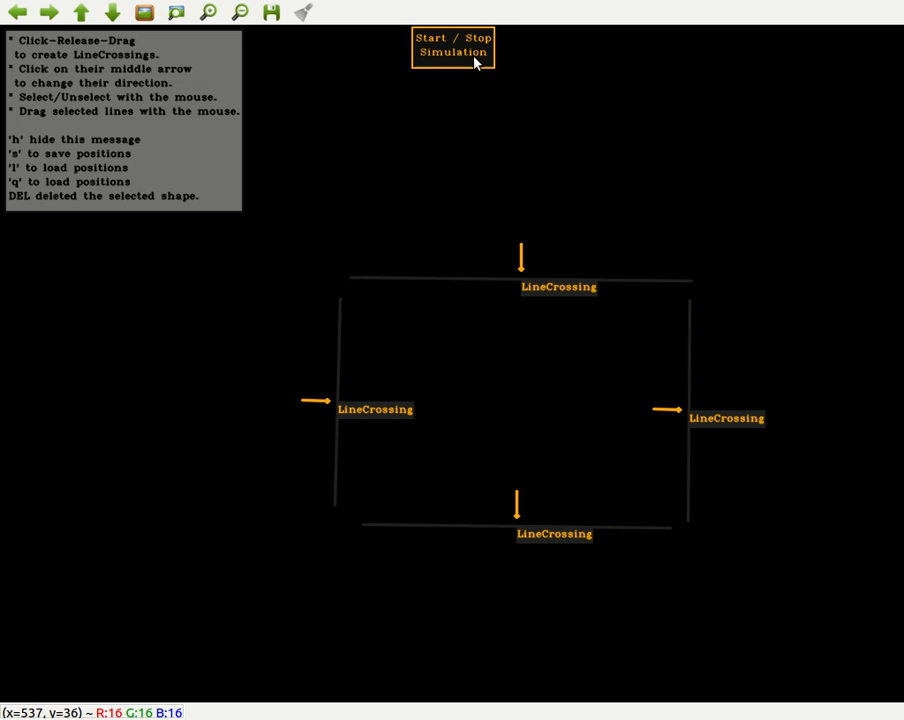 * Click-Release-Drag
to create LineCrossings.
* Click on their middle arrow
to change their direction.
* Select/Unselect with the mouse.
* Drag selected lines with the mouse.
'h' hide this message
's' to save positions
'l' to load positions
'q' to load positions
DEL deleted the selected shape.
Start / Stop
Simulation
LineCrossing
LineCrossing
LineCrossing
LineCrossing
(x=537, y=36) ~ R:16 G:16 B:16